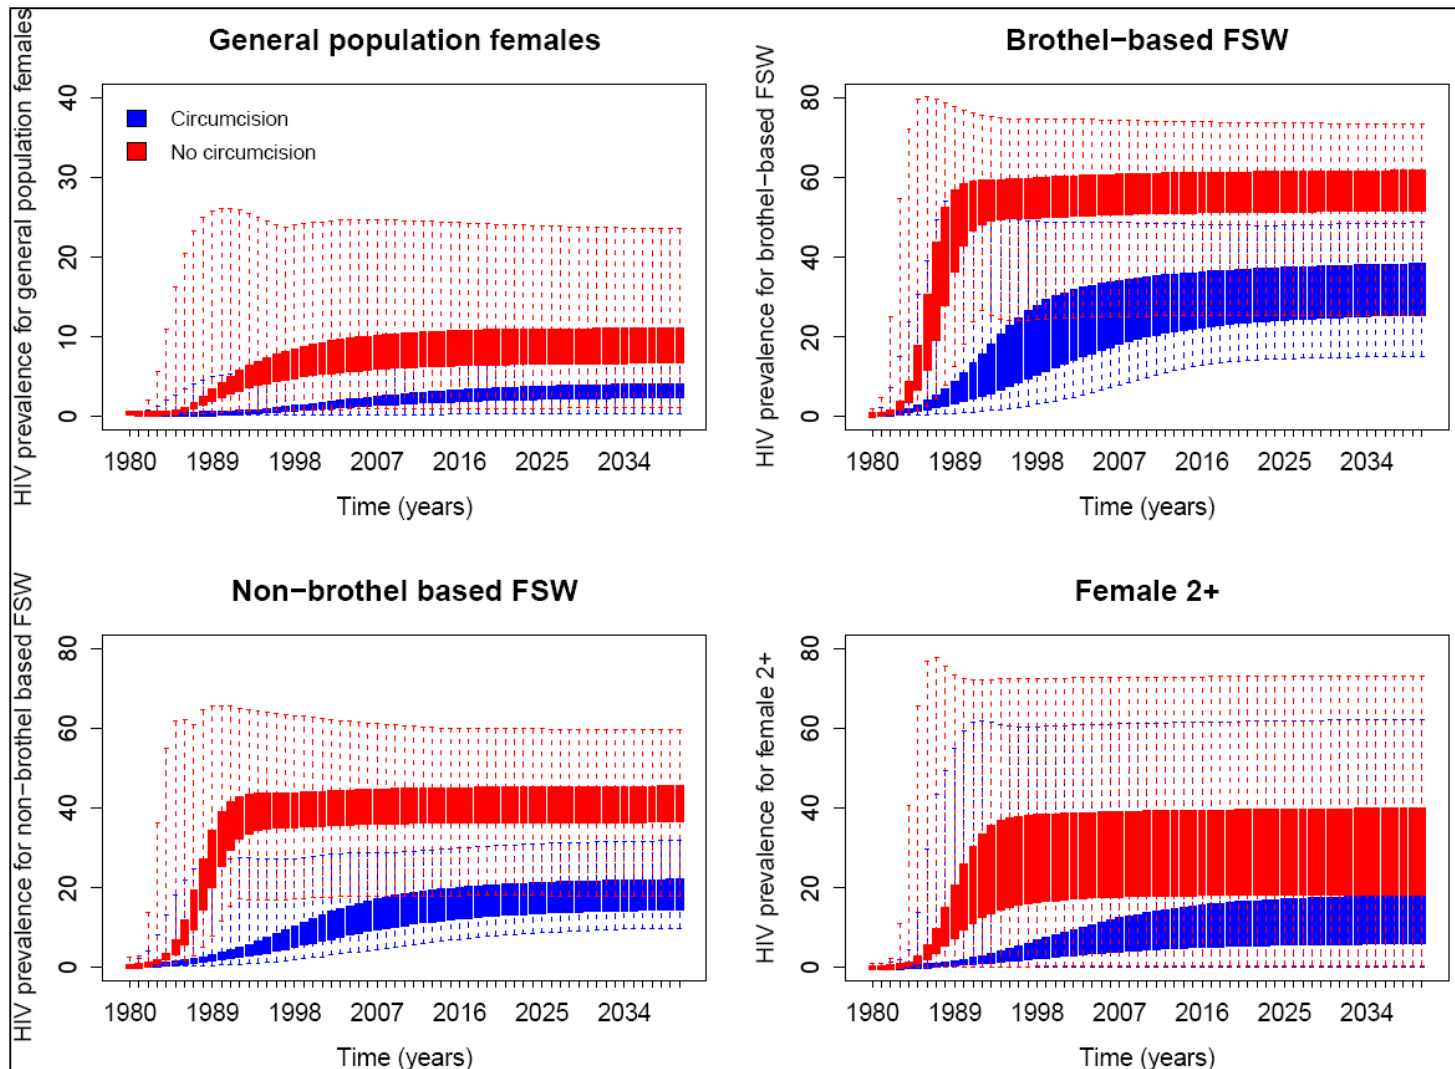 General population females
HIV prevalence for general population females
40
30
20
10
0
Circumcision
No circumcision
1980 1989 1998 2007 2016 2025 2034
Time (years)
Brothel−based FSW
HIV prevalence for brothel−based FSW
80
60
40
20
0
1980 1989 1998 2007 2016 2025 2034
Time (years)
Non−brothel based FSW
HIV prevalence for non−brothel based FSW
80
60
40
20
0
1980 1989 1998 2007 2016 2025 2034
Time (years)
Female 2+
HIV prevalence for female 2+
80
60
40
20
0
1980 1989 1998 2007 2016 2025 2034
Time (years)